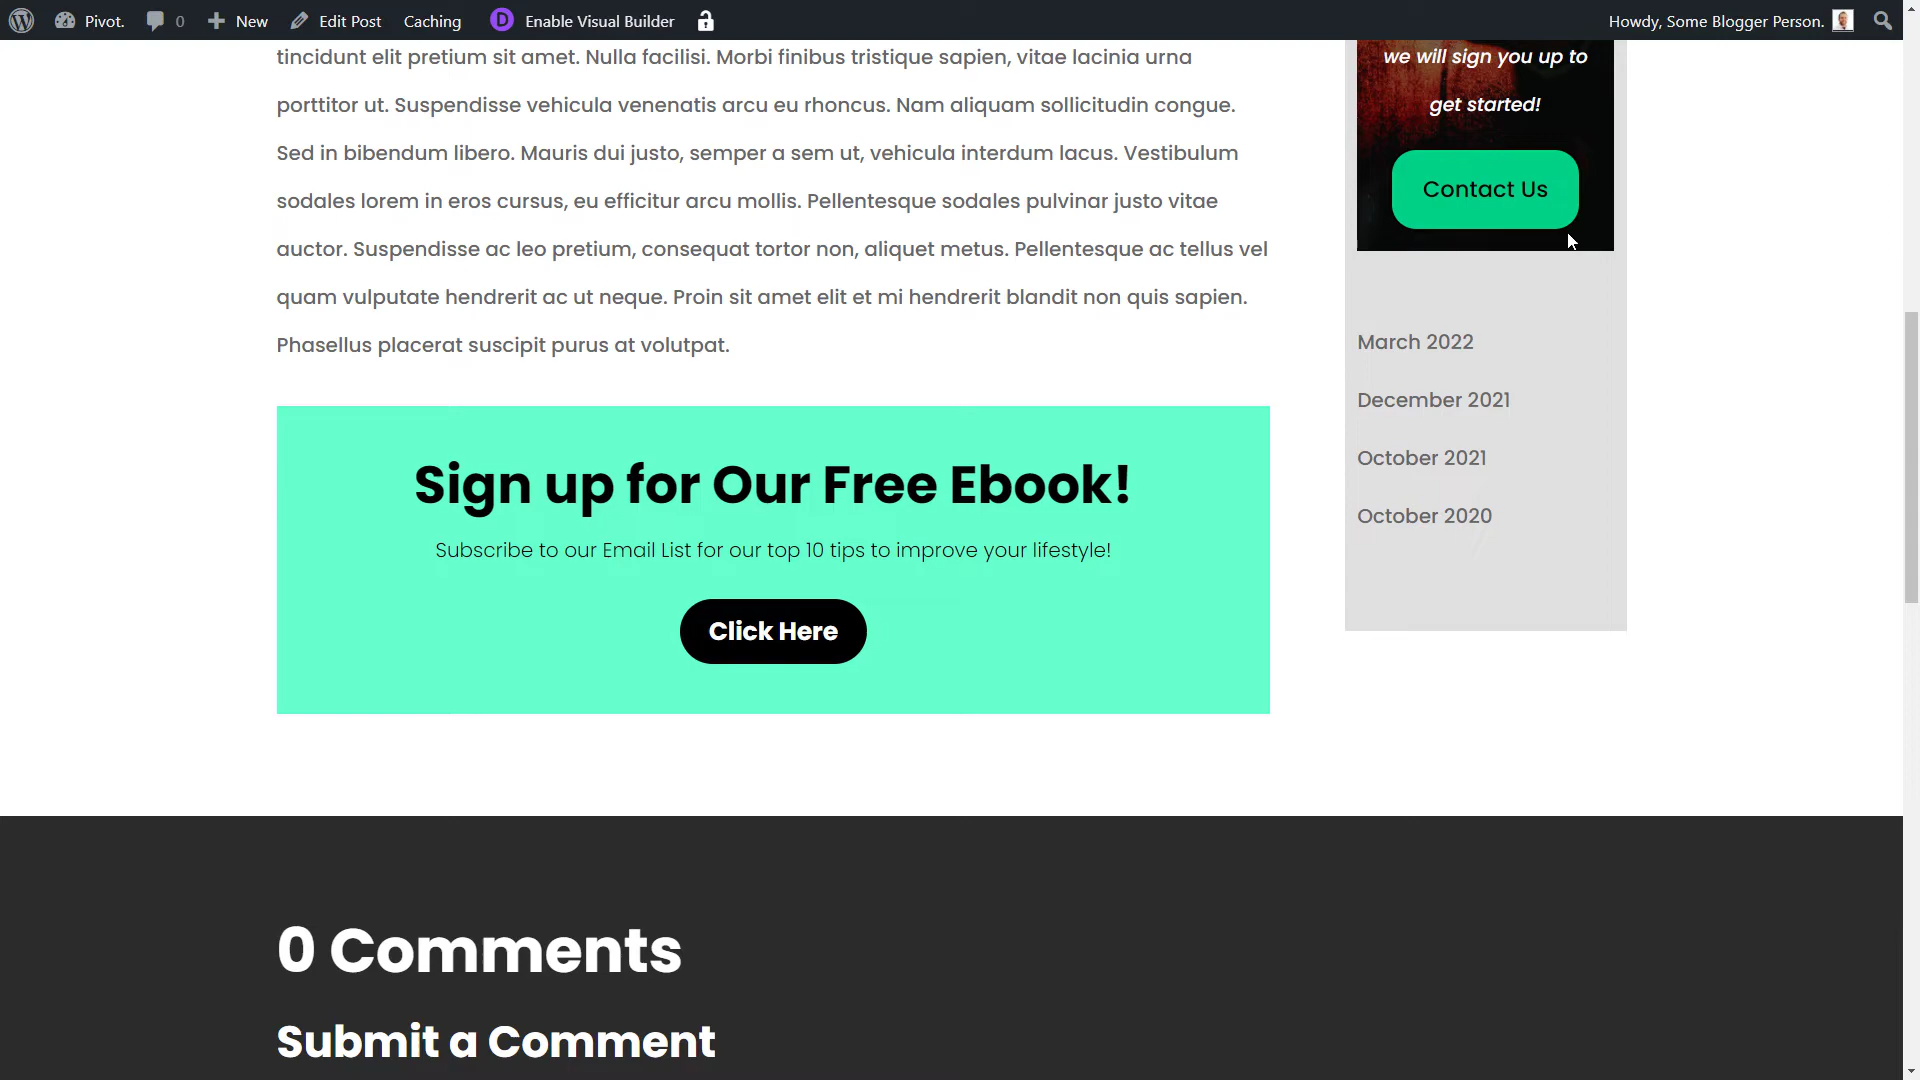 Pivot.
0
New
Edit Post
Caching
D
Enable Visual Builder
Howdy, Some Blogger Person.
tincidunt elit pretium sit amet. Nulla facilisi. Morbi finibus tristique sapien, vitae lacinia urna
porttitor ut. Suspendisse vehicula venenatis arcu eu rhoncus. Nam aliquam sollicitudin congue.
Sed in bibendum libero. Mauris dui justo, semper a sem ut, vehicula interdum lacus. Vestibulum
sodales lorem in eros cursus, eu efficitur arcu mollis. Pellentesque sodales pulvinar justo vitae
auctor. Suspendisse ac leo pretium, consequat tortor non, aliquet metus. Pellentesque ac tellus vel
quam vulputate hendrerit ac ut neque. Proin sit amet elit et mi hendrerit blandit non quis sapien.
Phasellus placerat suscipit purus at volutpat.
Sign up for Our Free Ebook!
Subscribe to our Email List for our top 10 tips to improve your lifestyle!
Click Here
we will sign you up to
get started!
Contact Us
March 2022
December 2021
October 2021
October 2020
0 Comments
Submit a Comment